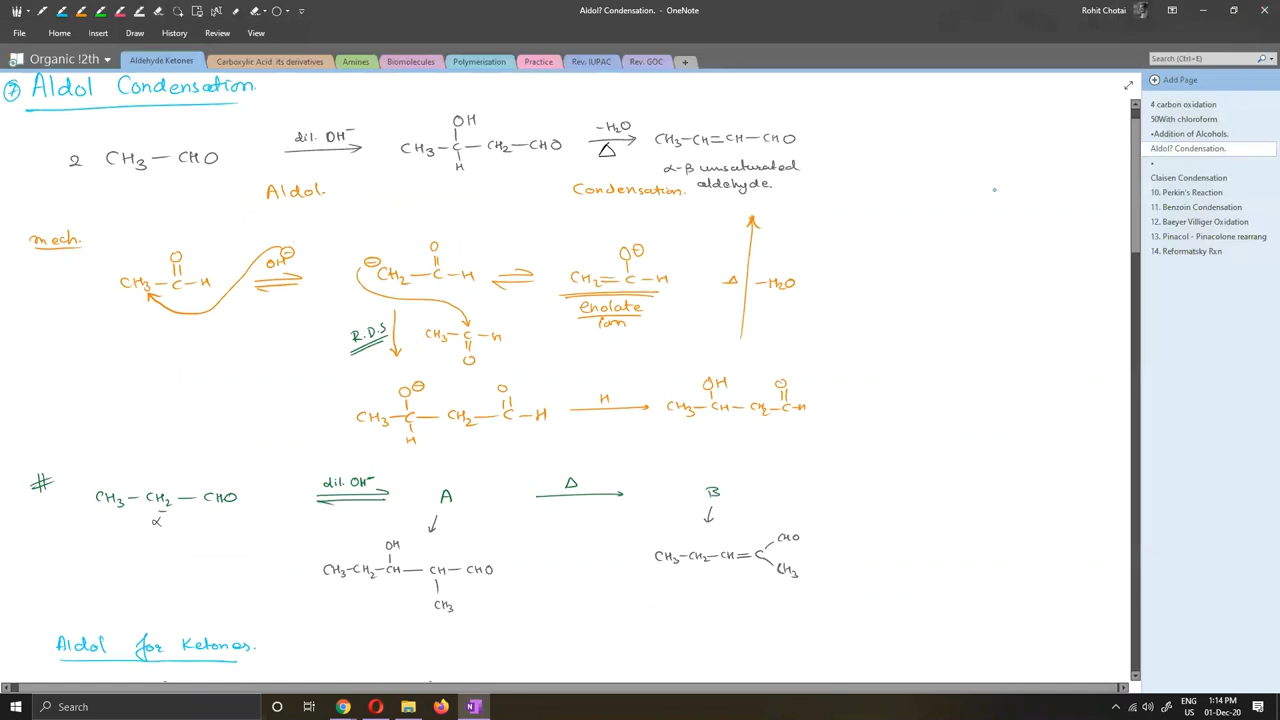 Aldol? Condensation. - OneNote
Rohit Chotai
File Home Insert Draw History Review View
Organic !2th
Aldehyde Ketones Carboxylic Acid its derivatives Amines Biomolecules Polymerisation Practice Rev. IUPAC Rev. GOC +
Search (Ctrl+E)
Add Page
4 carbon oxidation
50With chloroform
•Addition of Alcohols.
Aldol? Condensation.
•
Claisen Condensation
10. Perkin's Reaction
11. Benzoin Condensation
12. Baeyer Villiger Oxidation
13. Pinacol - Pinacolone rearrang
14. Reformatsky Rxn
⑦ Aldol Condensation.
2 CH3 — CHO
dil. OH⁻
OH
CH3 – C – CH2 – CHO
H
–H2O
Δ
CH3–CH=CH–CHO
α-β unsaturated
aldehyde.
Aldol. Condensation.
mech.
O
CH3 – C – H
OH⊖
O
⊖CH2 – C – H
O⊖
CH2 = C – H
enolate
ion
Δ –H2O
R.D.S
CH3 – C – H
O
O⊖ O
CH3 – C – CH2 – C – H
H
H
OH O
CH3 – CH – CH2 – C – H
# CH3 – CH2 – CHO
α
dil. OH⁻
A
Δ
B
OH
CH3–CH2–CH – CH – CHO
CH3
CH3–CH2–CH=C
CHO
CH3
Aldol for Ketones.
Search
ENG
US
1:14 PM
01-Dec-20